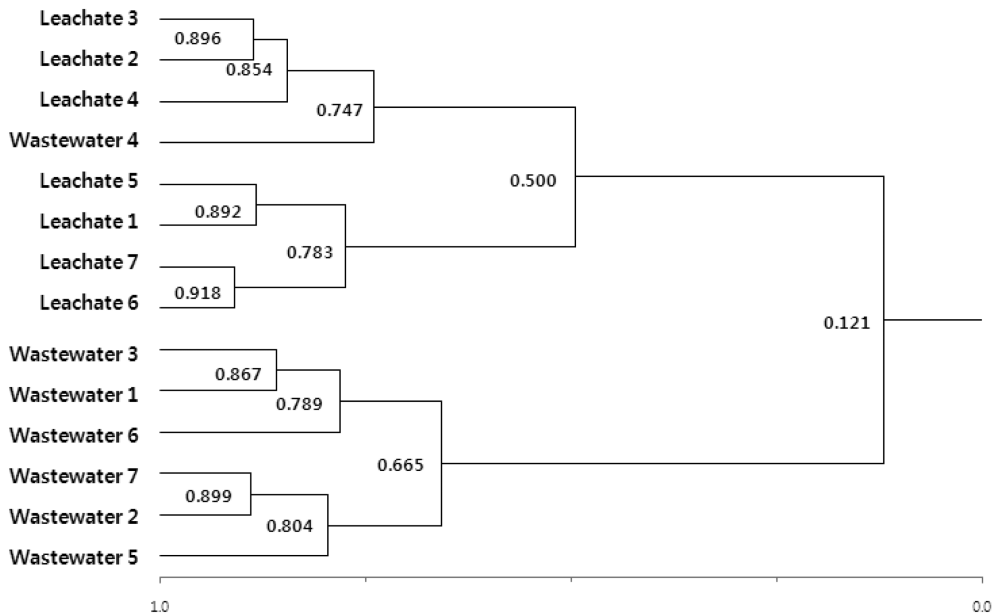 Leachate 3
0.896
Leachate 2
0.854
Leachate 4
0.747
Wastewater 4
Leachate 5
0.500
0.892
Leachate 1
0.783
Leachate 7
0.918
Leachate 6
0.121
Wastewater 3
0.867
Wastewater 1
0.789
Wastewater 6
0.665
Wastewater 7
0.899
Wastewater 2
0.804
Wastewater 5
1.0 0.0